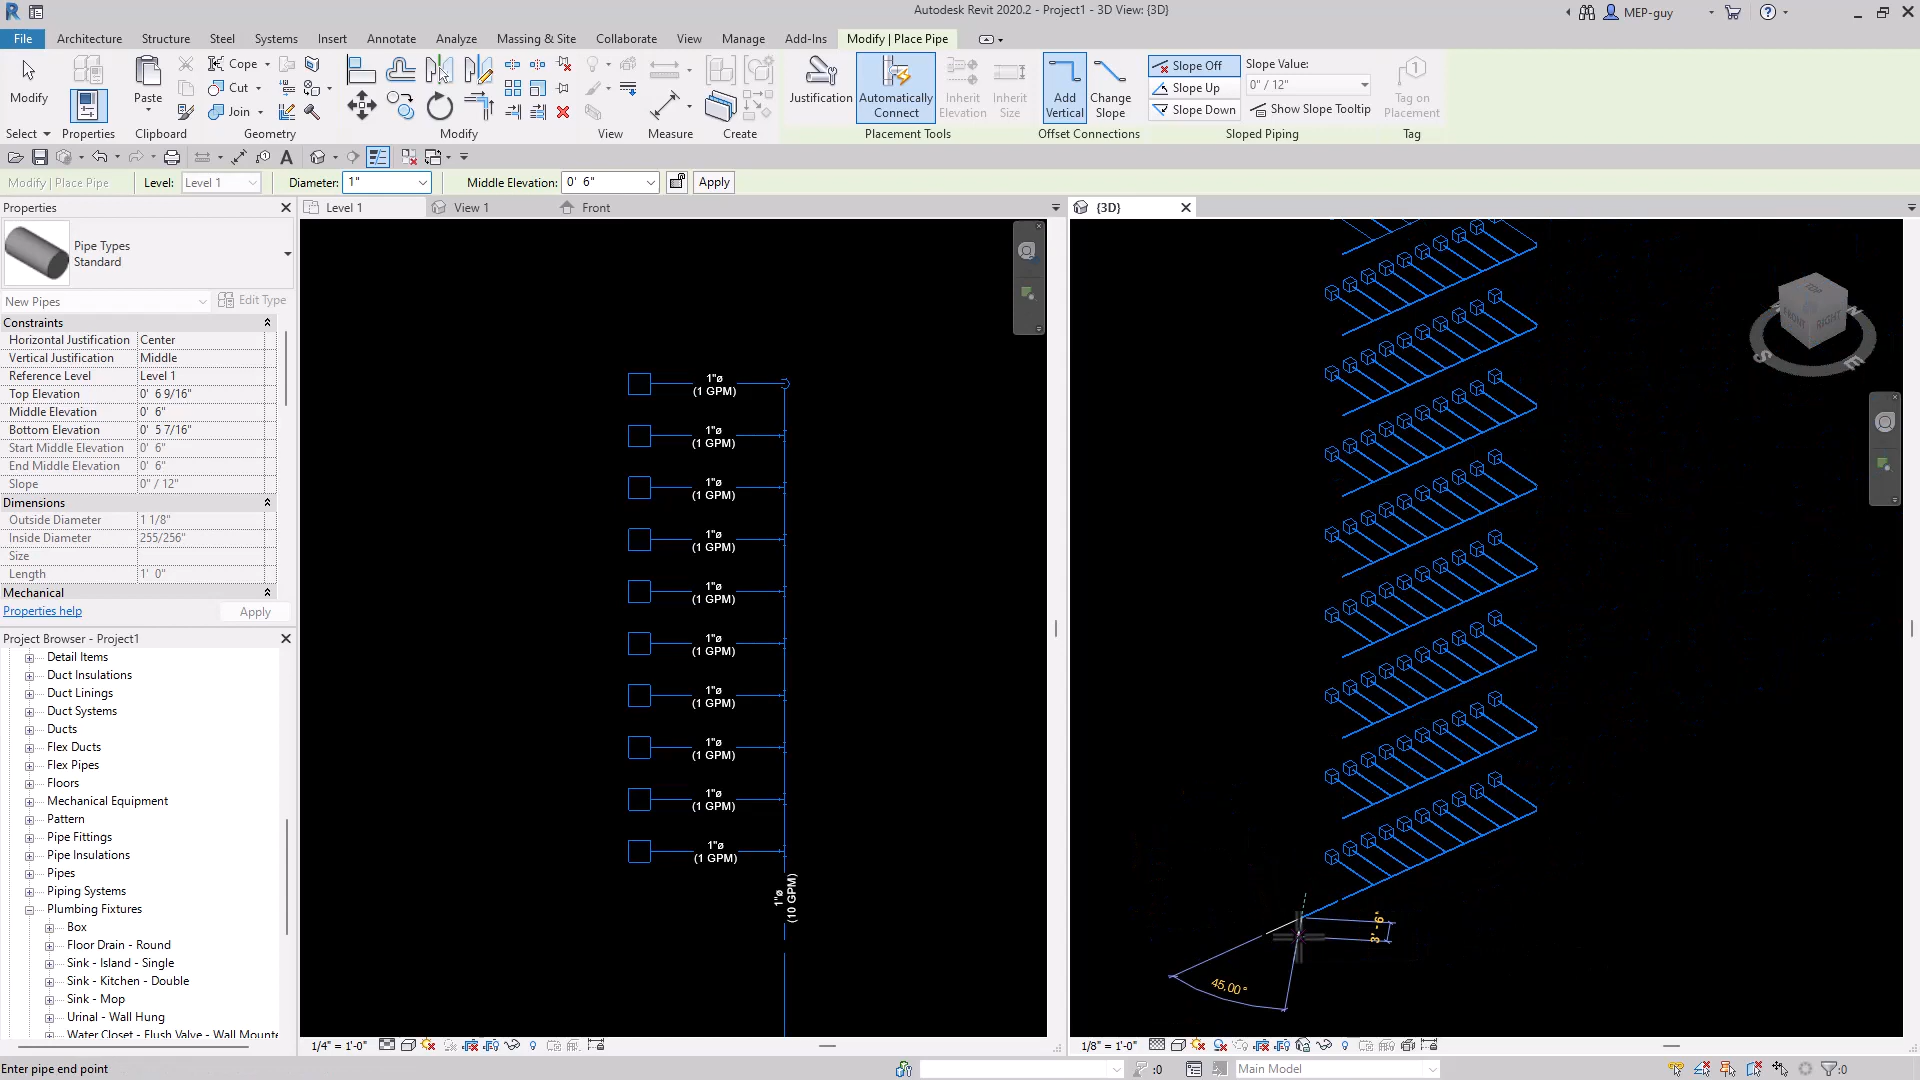 Autodesk Revit 2020.2 - Project1 - 3D View: {3D}
MEP-guy
File Architecture Structure Steel Systems Insert Annotate Analyze Massing & Site Collaborate View Manage Add-Ins Modify | Place Pipe
Modify
Paste
Cope
Cut
Join
Justification
Automatically Connect
Inherit Elevation
Inherit Size
Add Vertical
Change Slope
Slope Off
Slope Up
Slope Down
Slope Value:
0" / 12"
Show Slope Tooltip
Tag on Placement
Select Properties Clipboard Geometry Modify View Measure Create Placement Tools Offset Connections Sloped Piping Tag
Modify | Place Pipe Level: Level 1 Diameter: 1" Middle Elevation: 0' 6" Apply
Properties
Level 1 View 1 Front {3D}
Pipe Types
Standard
New Pipes Edit Type
Constraints
Horizontal Justification Center
Vertical Justification Middle
Reference Level Level 1
Top Elevation 0' 6 9/16"
Middle Elevation 0' 6"
Bottom Elevation 0' 5 7/16"
Start Middle Elevation 0' 6"
End Middle Elevation 0' 6"
Slope 0" / 12"
Dimensions
Outside Diameter 1 1/8"
Inside Diameter 255/256"
Size
Length 1' 0"
Mechanical
Properties help Apply
Project Browser - Project1
Detail Items
Duct Insulations
Duct Linings
Duct Systems
Ducts
Flex Ducts
Flex Pipes
Floors
Mechanical Equipment
Pattern
Pipe Fittings
Pipe Insulations
Pipes
Piping Systems
Plumbing Fixtures
Box
Floor Drain - Round
Sink - Island - Single
Sink - Kitchen - Double
Sink - Mop
Urinal - Wall Hung
Water Closet - Flush Valve - Wall Mounte
1"ø
(1 GPM)
1"ø
(1 GPM)
1"ø
(1 GPM)
1"ø
(1 GPM)
1"ø
(1 GPM)
1"ø
(1 GPM)
1"ø
(1 GPM)
1"ø
(1 GPM)
1"ø
(1 GPM)
1"ø
(1 GPM)
1"ø
(10 GPM)
TOP
FRONT
RIGHT
S
E
N
3' - 6"
45.00°
1/4" = 1'-0"
1/8" = 1'-0"
Enter pipe end point
:0
Main Model
:0